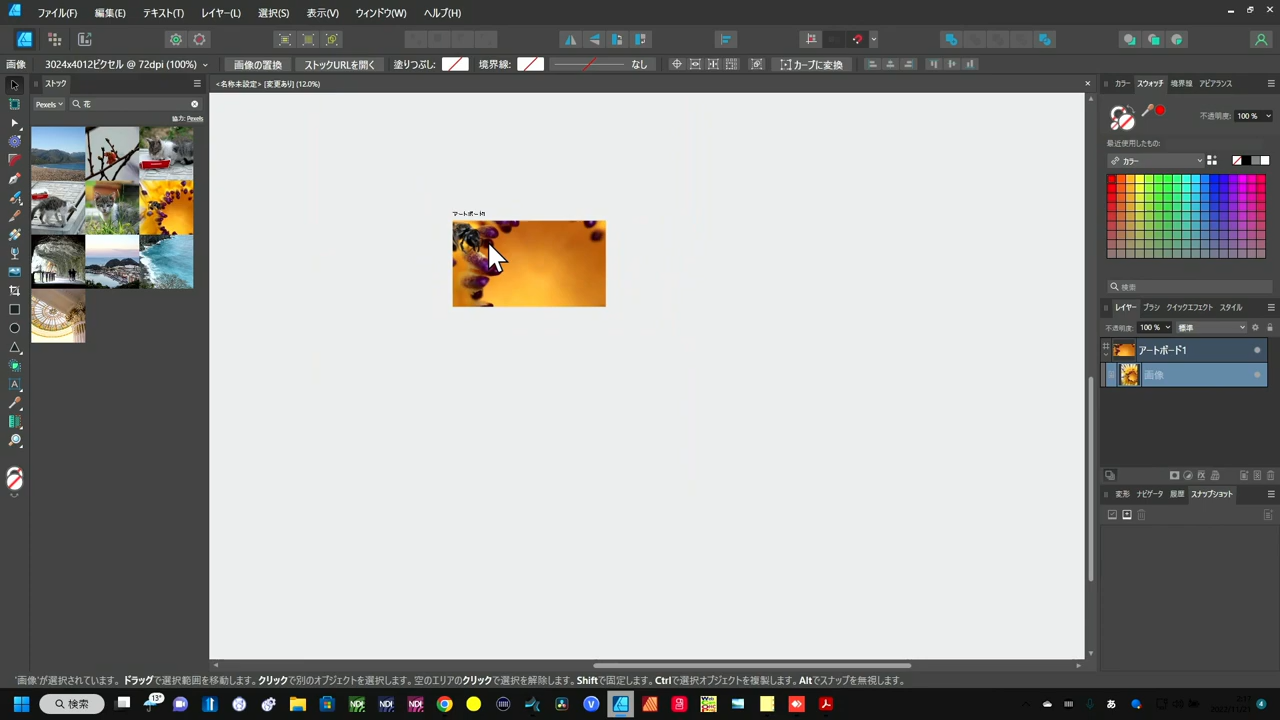 ファイル(F) 編集(E) テキスト(T) レイヤー(L) 選択(S) 表示(V) ウィンドウ(W) ヘルプ(H)
画像 3024x4012ピクセル @ 72dpi (100%) 画像の置換 ストックURLを開く 塗りつぶし: 境界線: なし カーブに変換
ストック
<名称未設定> [変更あり] (12.0%)
カラー スウォッチ 境界線 アピアランス
Pexels 花
協力: Pexels
不透明度: 100 %
最近使用したもの:
カラー
アートボード1
検索
レイヤー ブラシ クイックエフェクト スタイル
不透明度: 100 % 標準
アートボード1
画像
変形 ナビゲータ 履歴 スナップショット
'画像'が選択されています。 ドラッグで選択範囲を移動します。 クリックで別のオブジェクトを選択します。 空のエリアのクリックで選択を解除します。 Shiftで固定します。 Ctrlで選択オブジェクトを複製します。 Altでスナップを無視します。
検索
13°
あ